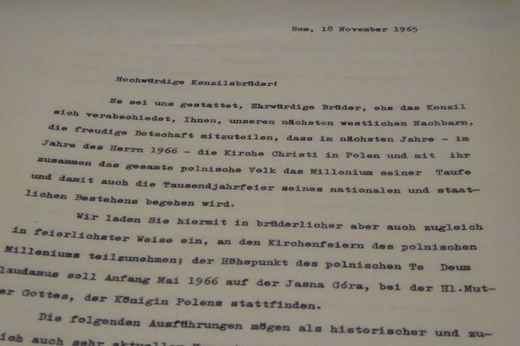 Rom, 18 November 1965
Hochwürdige Konzilsbrüder!
Es sei uns gestattet, Ehrwürdige Brüder, ehe das Konzil
sich verabschiedet, Ihnen, unseren nächsten westlichen Nachbarn,
die freudige Botschaft mitzuteilen, dass im nächsten Jahre - im
Jahre des Herrn 1966 - die Kirche Christi in Polen und mit ihr
zusammen das gesamte polnische Volk das Millenium seiner Taufe
und damit auch die Tausendjahrfeier seines nationalen und staat-
lichen Bestehens begehen wird.
Wir laden Sie hiermit in brüderlicher aber auch zugleich
in feierlichster Weise ein, an den Kirchenfeiern des polnischen
Milleniums teilzunehmen; der Höhepunkt des polnischen Te Deum
laudamus soll Anfang Mai 1966 auf der Jasna Góra, bei der Hl.Mut-
er Gottes, der Königin Polens stattfinden.
Die folgenden Ausführungen mögen als historischer und zu-
ich auch sehr aktueller